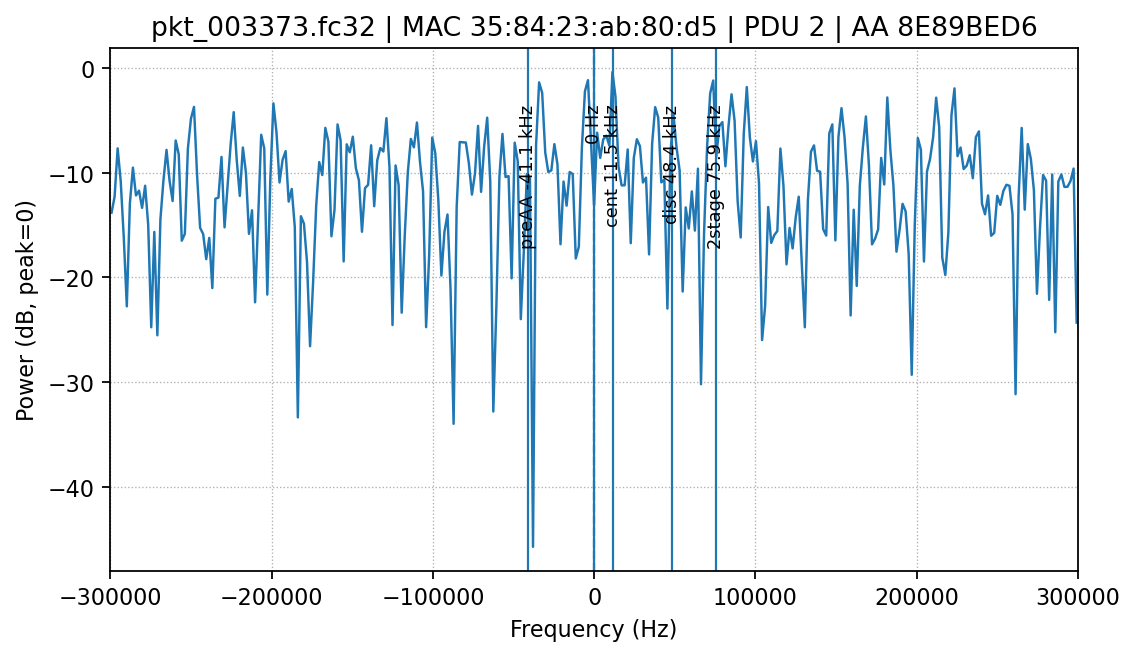 pkt_003373.fc32 | MAC 35:84:23:ab:80:d5 | PDU 2 | AA 8E89BED6
Power (dB, peak=0)
0
−10
−20
−30
−40
preAA -41.1 kHz
0 Hz
cent 11.5 kHz
disc 48.4 kHz
2stage 75.9 kHz
−300000
−200000
−100000
0
100000
200000
300000
Frequency (Hz)